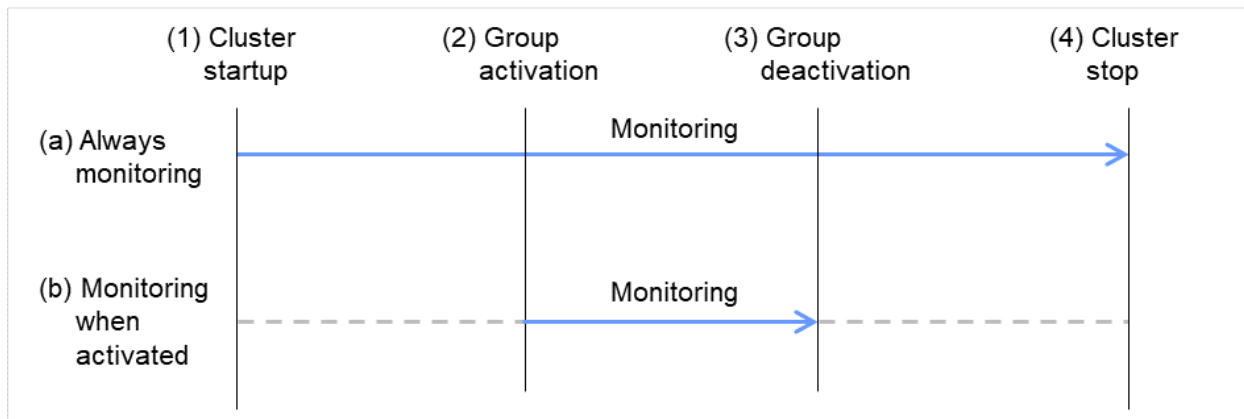 (1) Cluster
startup
(2) Group
activation
(3) Group
deactivation
(4) Cluster
stop
(a) Always
monitoring
Monitoring
(b) Monitoring
when
activated
Monitoring